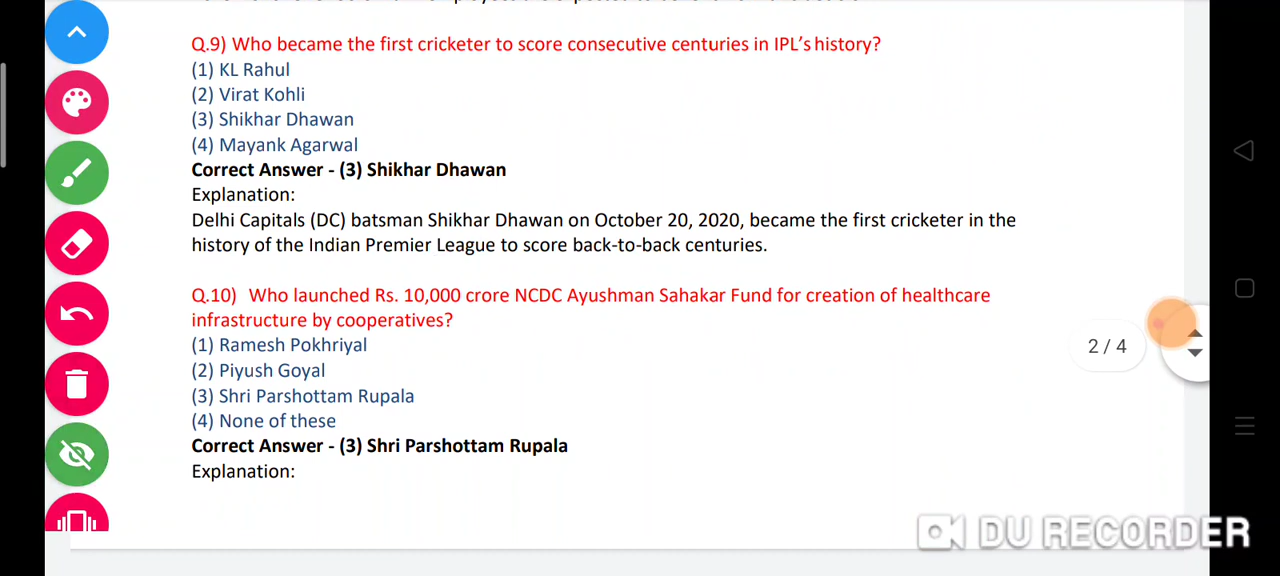 Q.9) Who became the first cricketer to score consecutive centuries in IPL's history?
(1) KL Rahul
(2) Virat Kohli
(3) Shikhar Dhawan
(4) Mayank Agarwal
Correct Answer - (3) Shikhar Dhawan
Explanation:
Delhi Capitals (DC) batsman Shikhar Dhawan on October 20, 2020, became the first cricketer in the
history of the Indian Premier League to score back-to-back centuries.
Q.10) Who launched Rs. 10,000 crore NCDC Ayushman Sahakar Fund for creation of healthcare
infrastructure by cooperatives?
(1) Ramesh Pokhriyal
(2) Piyush Goyal
2 / 4
(3) Shri Parshottam Rupala
(4) None of these
Correct Answer - (3) Shri Parshottam Rupala
Explanation:
DU RECORDER